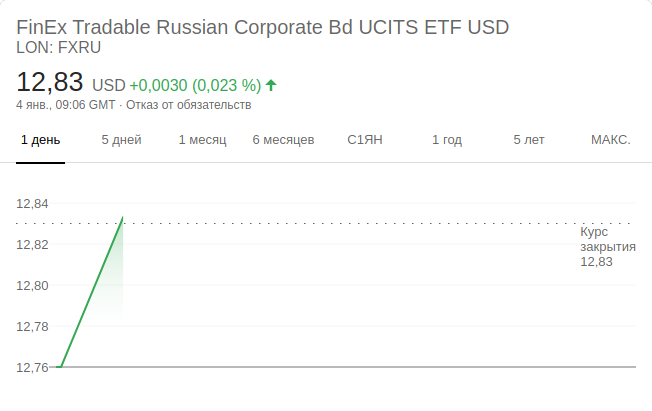 FinEx Tradable Russian Corporate Bd UCITS ETF USD
LON: FXRU
12,83 USD +0,0030 (0,023 %)
4 янв., 09:06 GMT · Отказ от обязательств
1 день 5 дней 1 месяц 6 месяцев С1ЯН 1 год 5 лет МАКС.
12,84
Курс
закрытия
12,83
12,82
12,80
12,78
12,76